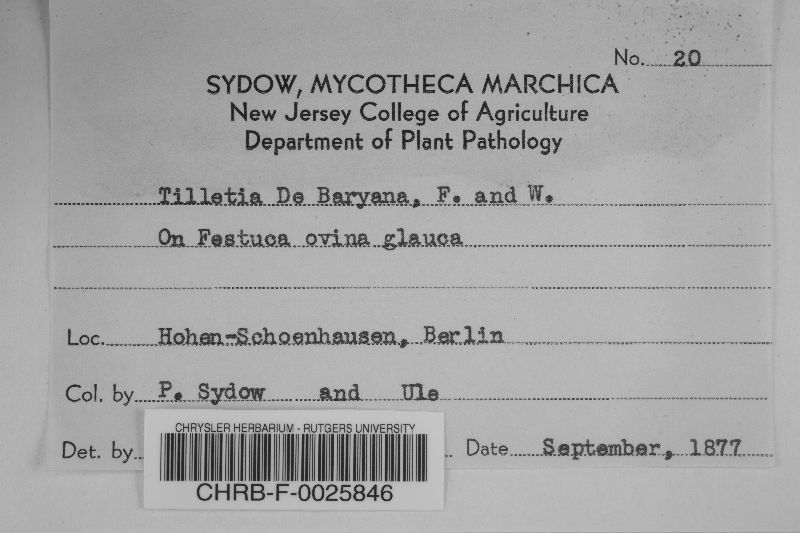 No. 20
SYDOW, MYCOTHECA MARCHICA
New Jersey College of Agriculture
Department of Plant Pathology
Tilletia De Baryana, F. and W.
On Festuca ovina glauca
Loc. Hohen-Schoenhausen, Berlin
Col. by P. Sydow and Ule
Det. by
Date September, 1877
CHRYSLER HERBARIUM - RUTGERS UNIVERSITY
CHRB-F-0025846